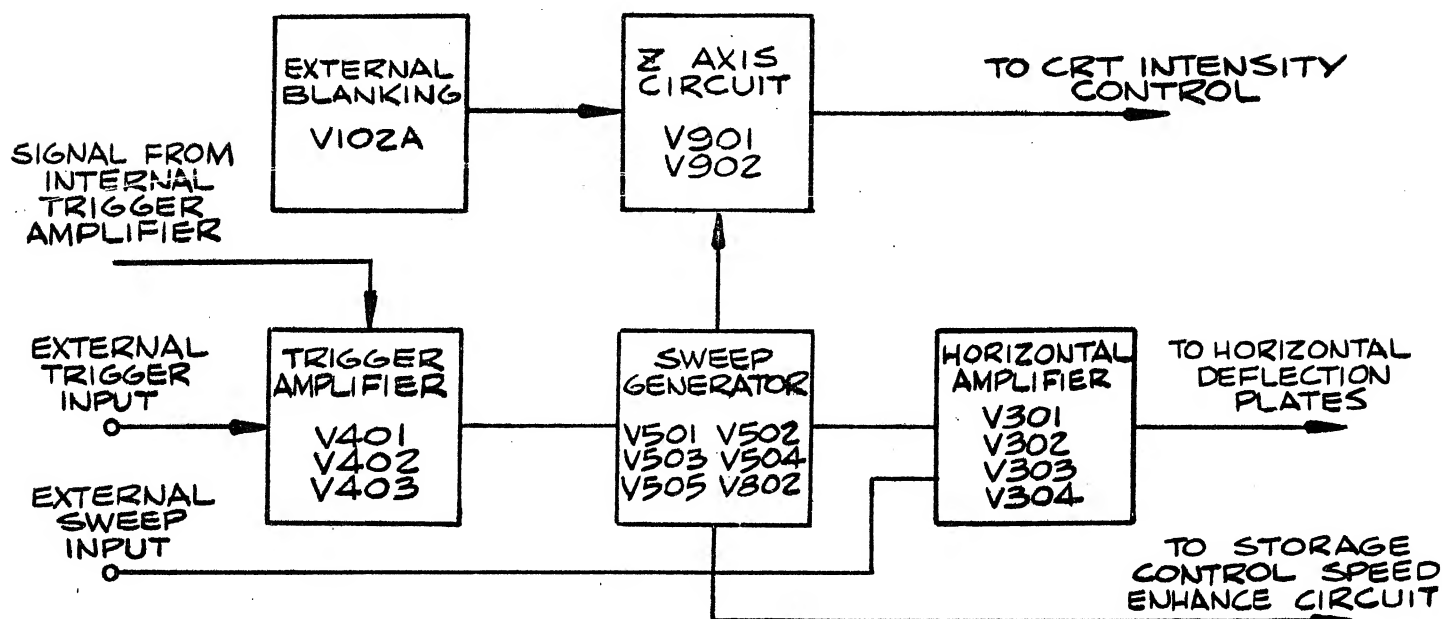 EXTERNAL
BLANKING
V102A
Z AXIS
CIRCUIT
V901
V902
TO CRT INTENSITY
CONTROL
SIGNAL FROM
INTERNAL
TRIGGER
AMPLIFIER
EXTERNAL
TRIGGER
INPUT
TRIGGER
AMPLIFIER
V401
V402
V403
SWEEP
GENERATOR
V501 V502
V503 V504
V505 V802
HORIZONTAL
AMPLIFIER
V301
V302
V303
V304
TO HORIZONTAL
DEFLECTION
PLATES
EXTERNAL
SWEEP
INPUT
TO STORAGE
CONTROL SPEED
ENHANCE CIRCUIT